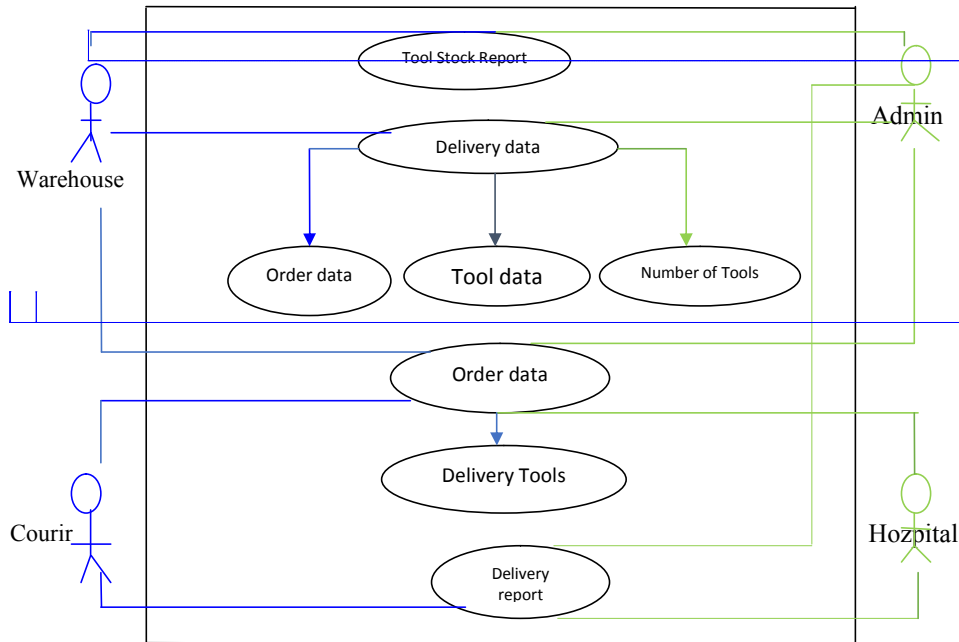 Tool Stock Report
Admin
Delivery data
Warehouse
Order data
Tool data
Number of Tools
Order data
Delivery Tools
Courir
Hozpital
Delivery
report